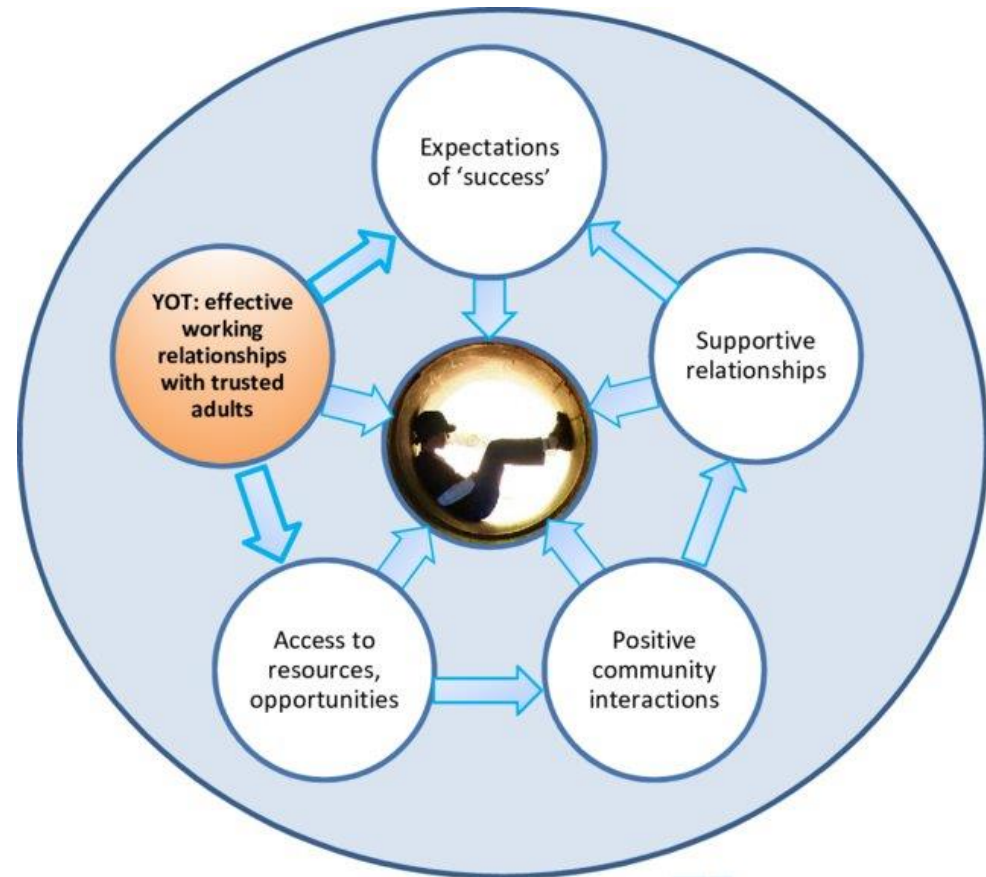 Expectations
of ‘success’
YOT: effective
working
relationships
with trusted
adults
Supportive
relationships
Access to
resources,
opportunities
Positive
community
interactions